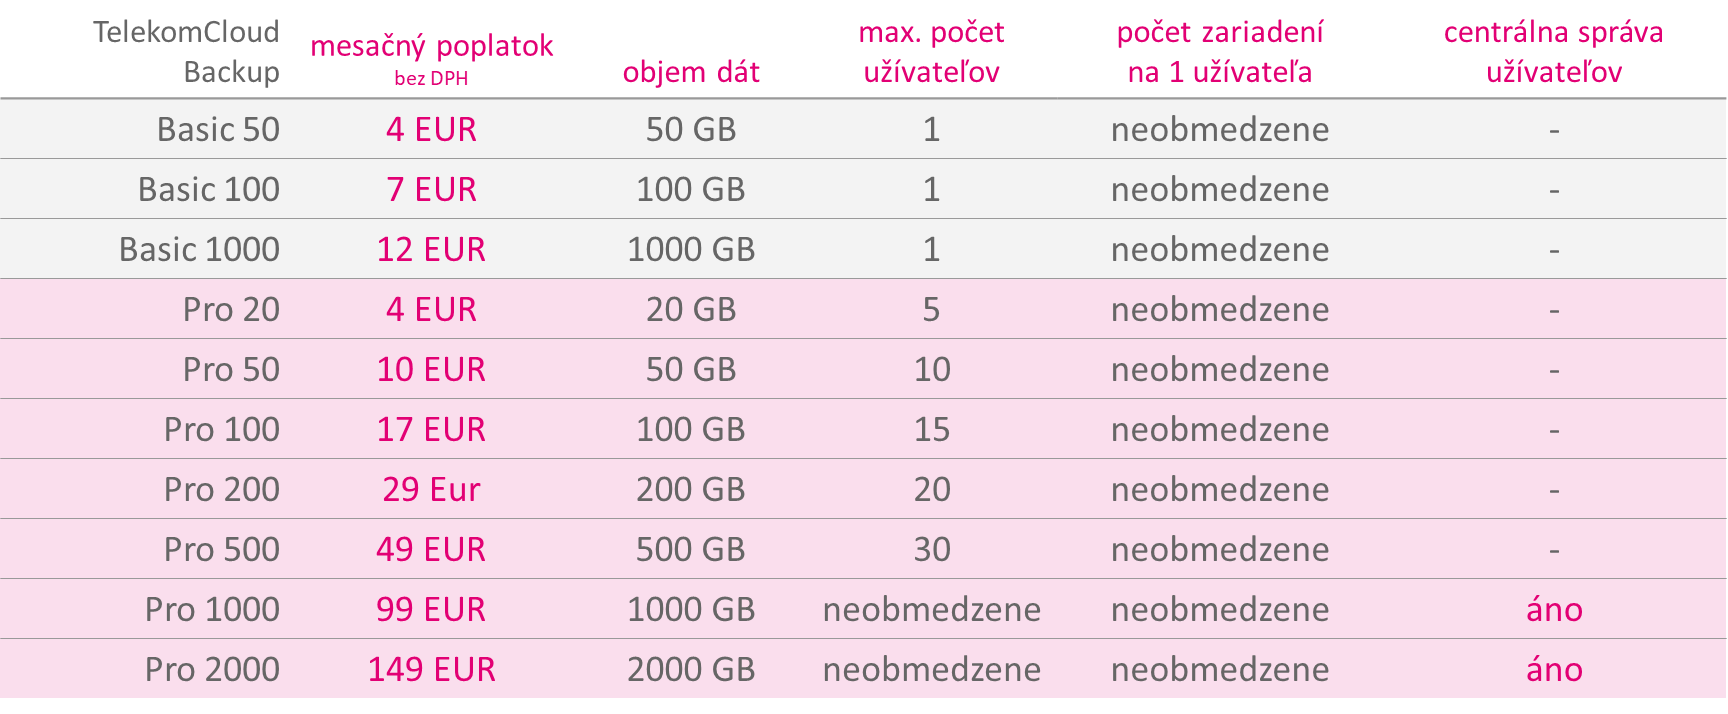 TelekomCloud Backup mesačný poplatok bez DPH objem dát max. počet užívateľov počet zariadení na 1 užívateľa centrálna správa užívateľov
Basic 50 4 EUR 50 GB 1 neobmedzene -
Basic 100 7 EUR 100 GB 1 neobmedzene -
Basic 1000 12 EUR 1000 GB 1 neobmedzene -
Pro 20 4 EUR 20 GB 5 neobmedzene -
Pro 50 10 EUR 50 GB 10 neobmedzene -
Pro 100 17 EUR 100 GB 15 neobmedzene -
Pro 200 29 Eur 200 GB 20 neobmedzene -
Pro 500 49 EUR 500 GB 30 neobmedzene -
Pro 1000 99 EUR 1000 GB neobmedzene neobmedzene áno
Pro 2000 149 EUR 2000 GB neobmedzene neobmedzene áno